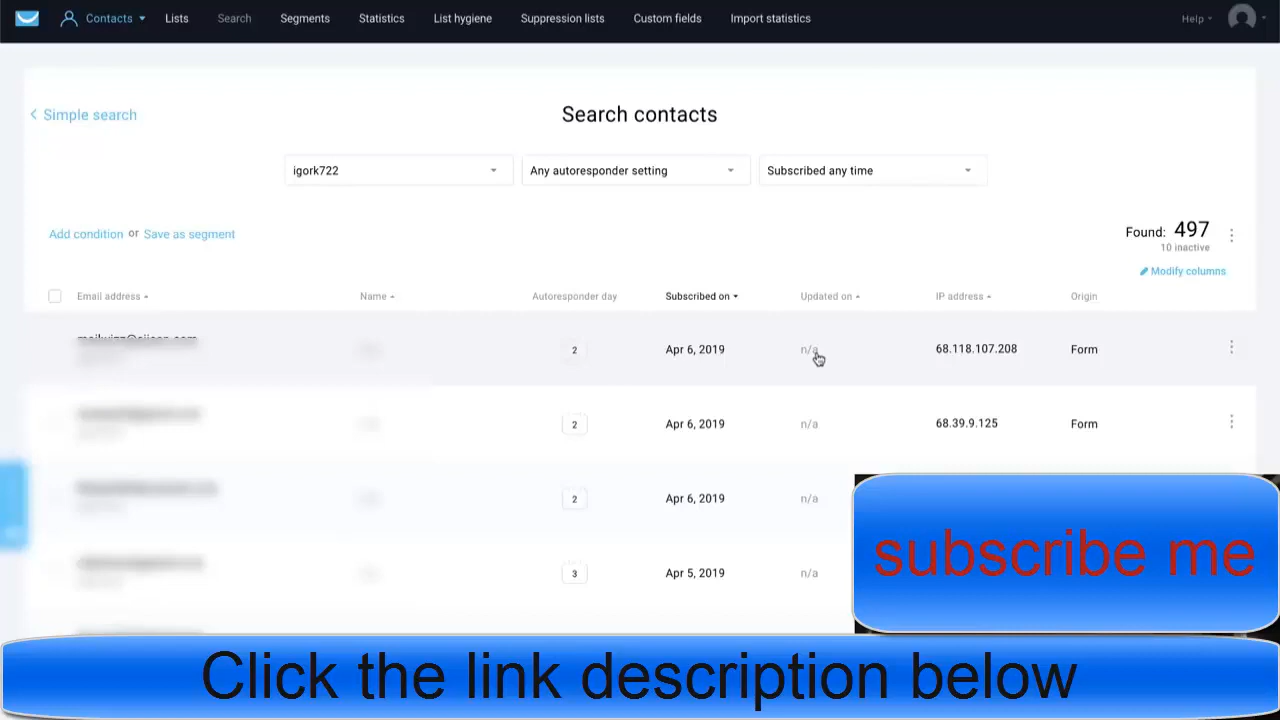 Contacts Lists Search Segments Statistics List hygiene Suppression lists Custom fields Import statistics Help
Simple search
Search contacts
igork722 Any autoresponder setting Subscribed any time
Add condition or Save as segment
Found: 497
10 inactive
Modify columns
Email address Name Autoresponder day Subscribed on Updated on IP address Origin
2 Apr 6, 2019 n/a 68.118.107.208 Form
2 Apr 6, 2019 n/a 68.39.9.125 Form
2 Apr 6, 2019 n/a
3 Apr 5, 2019 n/a
subscribe me
Click the link description below